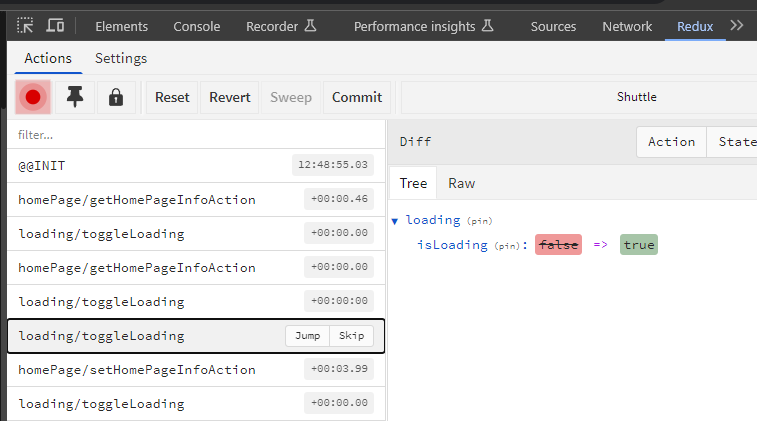 Elements Console Recorder Performance insights Sources Network Redux
Actions Settings
Reset Revert Sweep Commit Shuttle
filter...
Diff Action State
@@INIT 12:48:55.03
Tree Raw
homePage/getHomePageInfoAction +00:00.46
loading (pin)
loading/toggleLoading +00:00.00
isLoading (pin): false => true
homePage/getHomePageInfoAction +00:00.00
loading/toggleLoading +00:00:00
loading/toggleLoading Jump Skip
homePage/setHomePageInfoAction +00:03.99
loading/toggleLoading +00:00.00